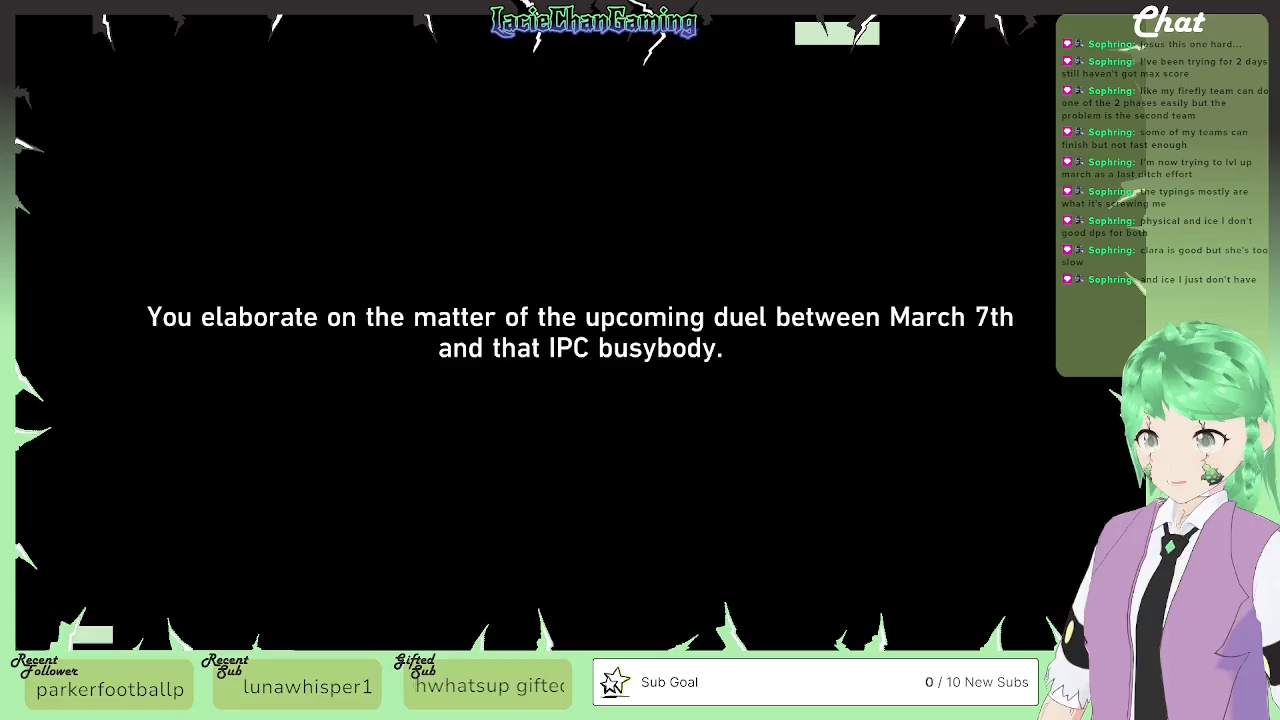 LacieChanGaming
Chat
Sophring: jesus this one hard...
Sophring: I've been trying for 2 days
still haven't got max score
Sophring: like my firefly team can do
one of the 2 phases easily but the
problem is the second team
Sophring: some of my teams can
finish but not fast enough
Sophring: I'm now trying to lvl up
march as a last pitch effort
Sophring: the typings mostly are
what it's screwing me
Sophring: physical and ice I don't
good dps for both
Sophring: clara is good but she's too
slow
Sophring: and ice I just don't have
You elaborate on the matter of the upcoming duel between March 7th
and that IPC busybody.
Recent
Follower
parkerfootballp
Recent
Sub
lunawhisper1
Gifted
Sub
hwhatsup gifted
Sub Goal
0 / 10 New Subs